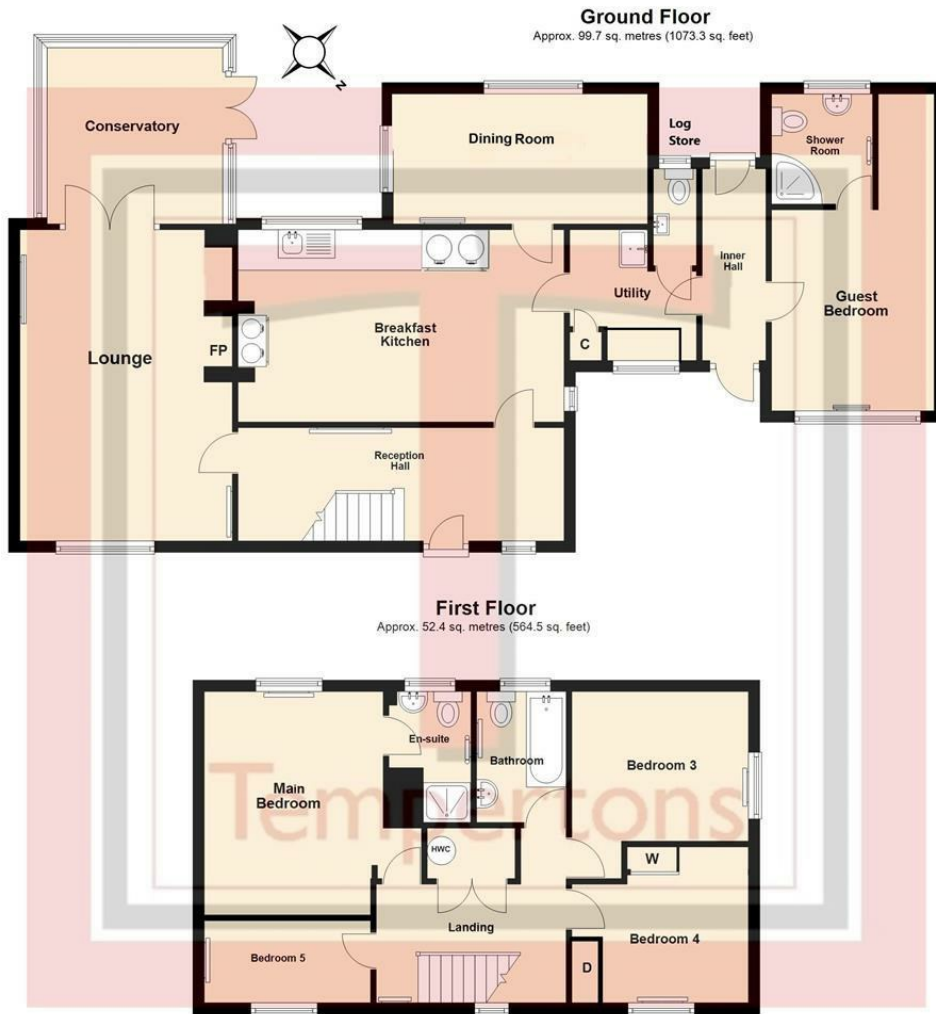 Ground Floor
Approx. 99.7 sq. metres (1073.3 sq. feet)
N
Conservatory
Dining Room
Log
Store
Shower
Room
Inner
Hall
Utility
Guest
Bedroom
Breakfast
Kitchen
Lounge
FP
C
Reception
Hall
First Floor
Approx. 52.4 sq. metres (564.5 sq. feet)
En-suite
Bathroom
Bedroom 3
Main
Bedroom
Tempertons
HWC
W
Landing
Bedroom 4
Bedroom 5
D